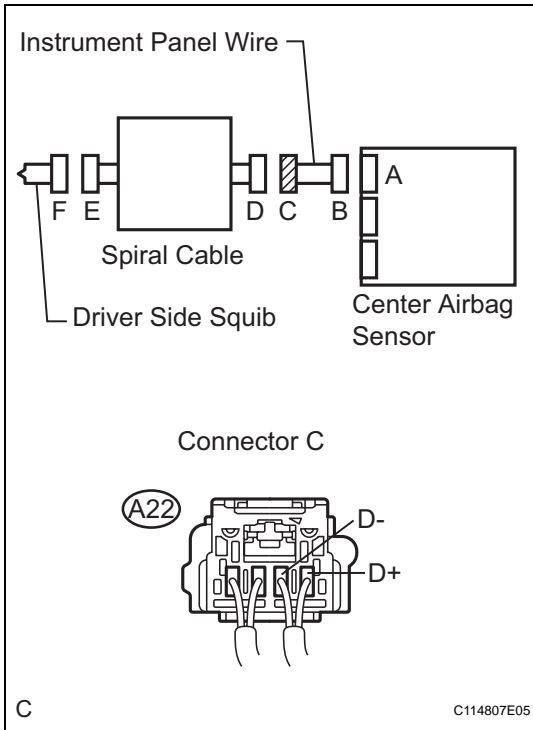 Instrument Panel Wire
A
F
E
D
C
B
Spiral Cable
Center Airbag
Sensor
Driver Side Squib
Connector C
A22
D-
D+
C
C114807E05